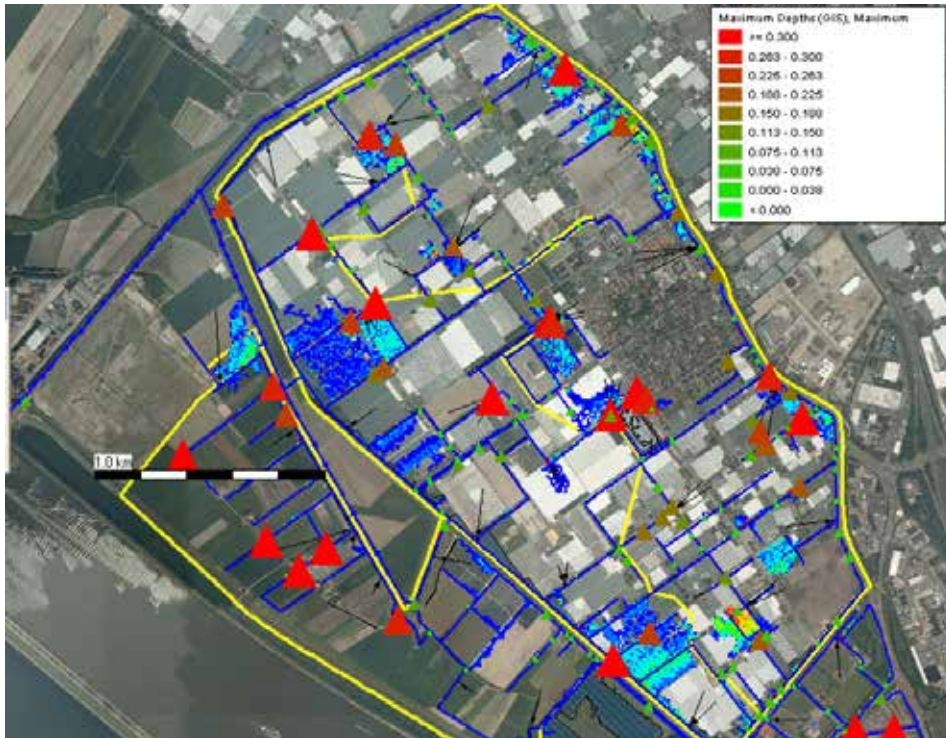 Maximum Depths (GIS), Maximum
>= 0.300
0.263 - 0.300
0.225 - 0.263
0.188 - 0.225
0.150 - 0.188
0.113 - 0.150
0.075 - 0.113
0.038 - 0.075
0.000 - 0.038
< 0.000
1.0 km